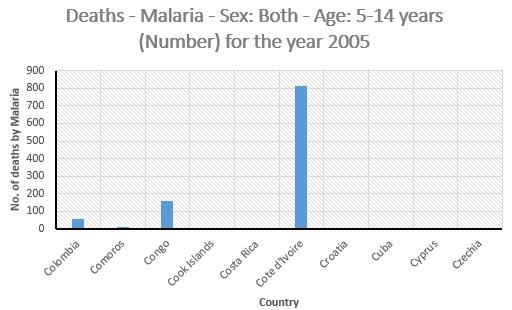 Deaths - Malaria - Sex: Both - Age: 5-14 years
(Number) for the year 2005
No. of deaths by Malaria
900
800
700
600
500
400
300
200
100
0
Colombia
Comoros
Congo
Cook Islands
Costa Rica
Cote d'Ivoire
Croatia
Cuba
Cyprus
Czechia
Country